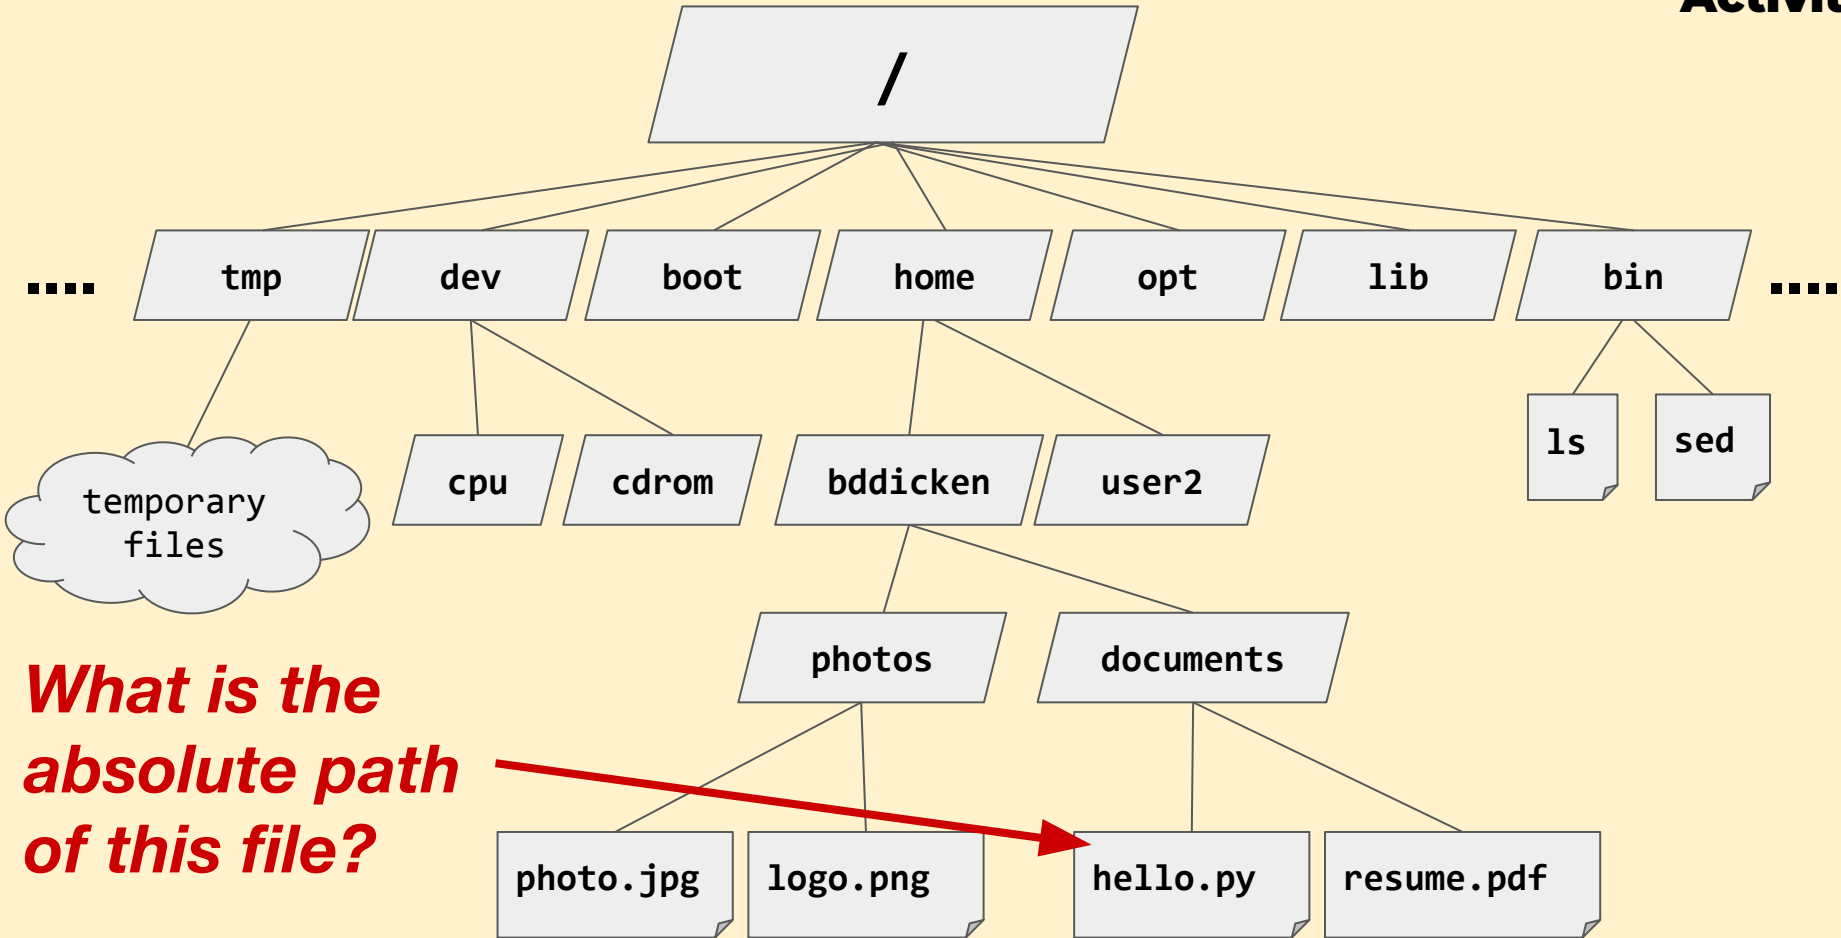 /
tmp dev boot home opt lib bin
cpu cdrom bddicken user2 ls sed
temporary
files
photos documents
What is the
absolute path
of this file?
photo.jpg logo.png hello.py resume.pdf